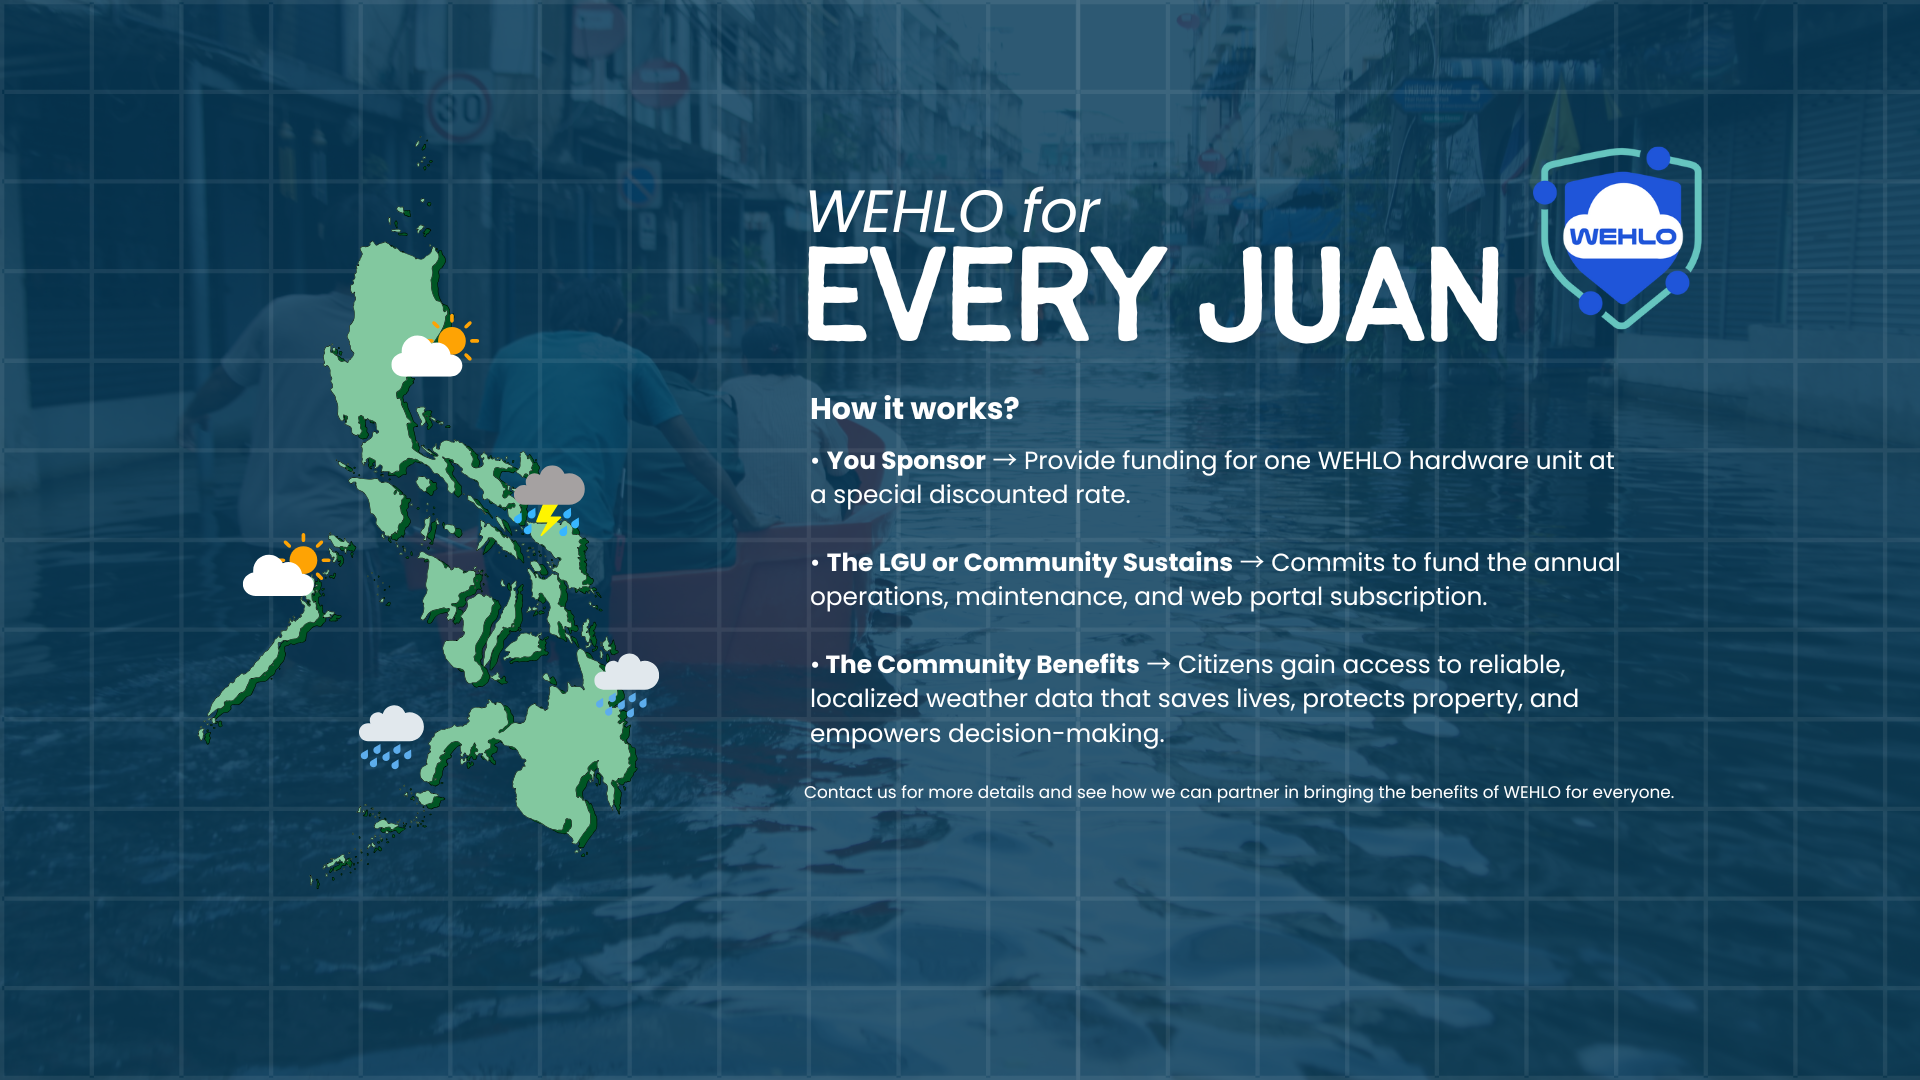 30
WEHLO for
EVERY JUAN
WEHLO
How it works?
• You Sponsor → Provide funding for one WEHLO hardware unit at
a special discounted rate.
• The LGU or Community Sustains → Commits to fund the annual
operations, maintenance, and web portal subscription.
• The Community Benefits → Citizens gain access to reliable,
localized weather data that saves lives, protects property, and
empowers decision-making.
Contact us for more details and see how we can partner in bringing the benefits of WEHLO for everyone.